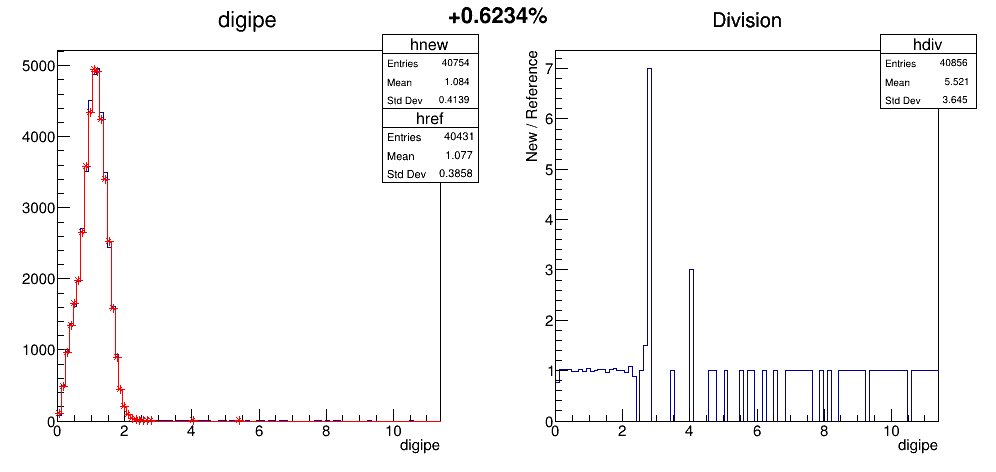 digipe
+0.6234%
Division
hnew
Entries 40754
Mean 1.084
Std Dev 0.4139
href
Entries 40431
Mean 1.077
Std Dev 0.3858
5000
4000
3000
2000
1000
0
0 2 4 6 8 10
digipe
hdiv
Entries 40856
Mean 5.521
Std Dev 3.645
New / Reference
7
6
5
4
3
2
1
0
0 2 4 6 8 10
digipe